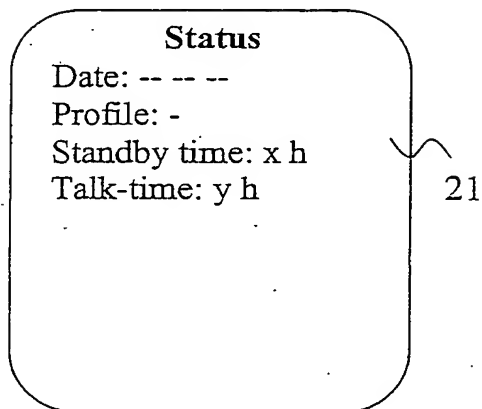 Status
Date: -- -- --
Profile: -
Standby time: x h
Talk-time: y h
21